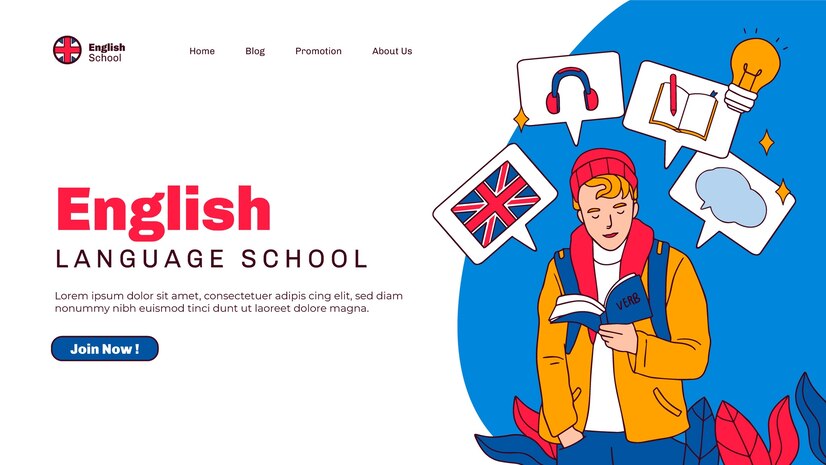 English
School
Home Blog Promotion About Us
English
LANGUAGE SCHOOL
Lorem ipsum dolor sit amet, consectetuer adipis cing elit, sed diam
nonummy nibh euismod tinci dunt ut laoreet dolore magna.
Join Now !
VERB